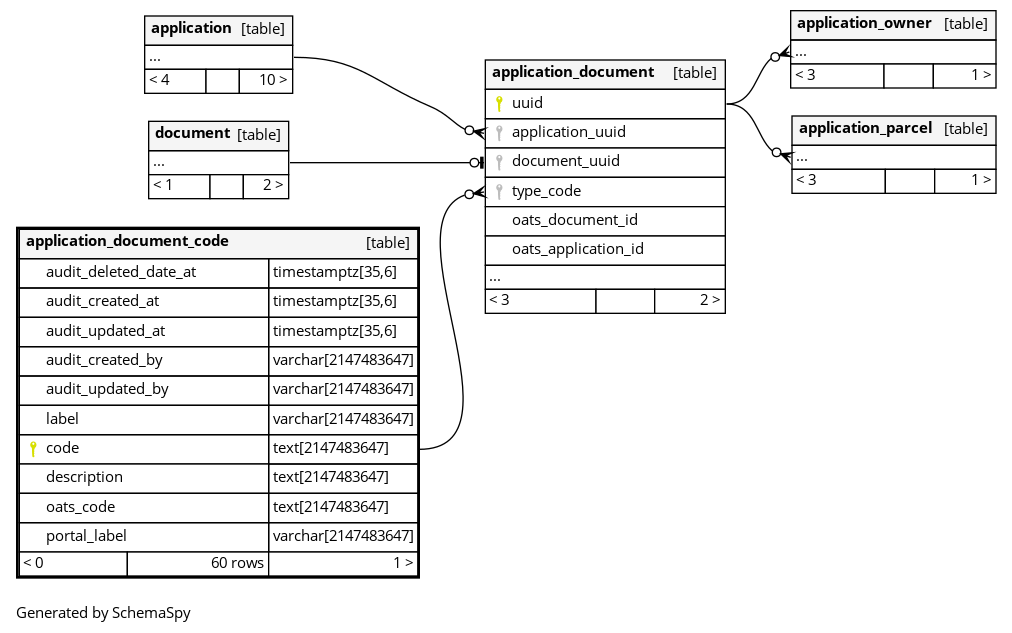 application [table]
...
< 4 10 >
document [table]
...
< 1 2 >
application_document_code [table]
audit_deleted_date_at timestamptz[35,6]
audit_created_at timestamptz[35,6]
audit_updated_at timestamptz[35,6]
audit_created_by varchar[2147483647]
audit_updated_by varchar[2147483647]
label varchar[2147483647]
code text[2147483647]
description text[2147483647]
oats_code text[2147483647]
portal_label varchar[2147483647]
< 0 60 rows 1 >
application_document [table]
uuid
application_uuid
document_uuid
type_code
oats_document_id
oats_application_id
...
< 3 2 >
application_owner [table]
...
< 3 1 >
application_parcel [table]
...
< 3 1 >
Generated by SchemaSpy